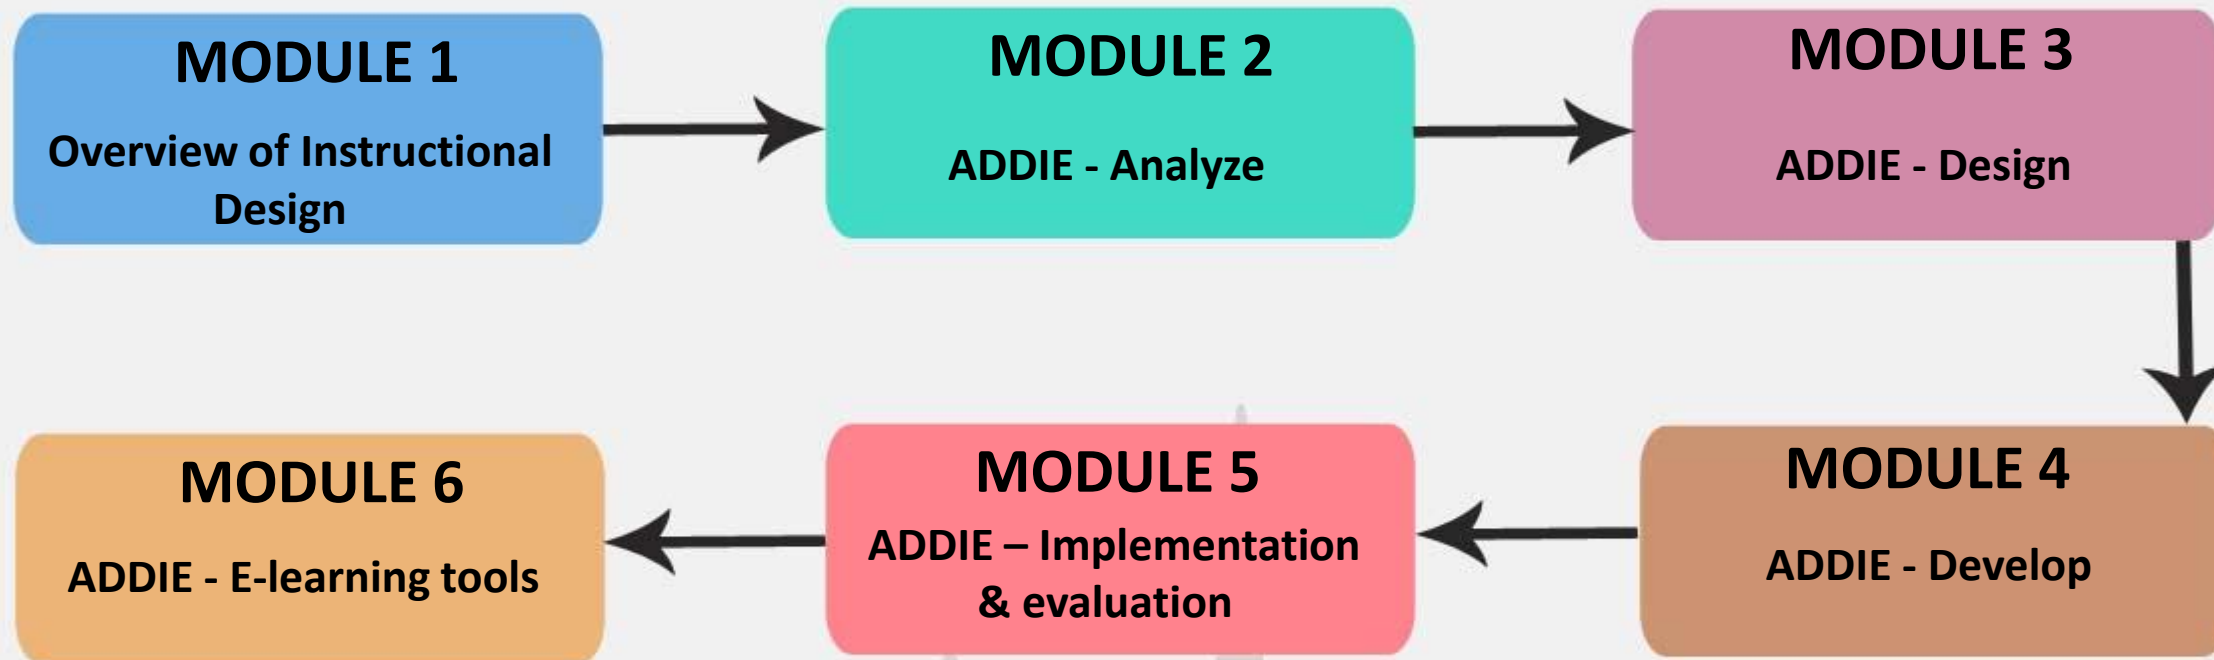 MODULE 1
Overview of Instructional
Design
MODULE 2
ADDIE - Analyze
MODULE 3
ADDIE - Design
MODULE 4
ADDIE - Develop
MODULE 5
ADDIE – Implementation
& evaluation
MODULE 6
ADDIE - E-learning tools